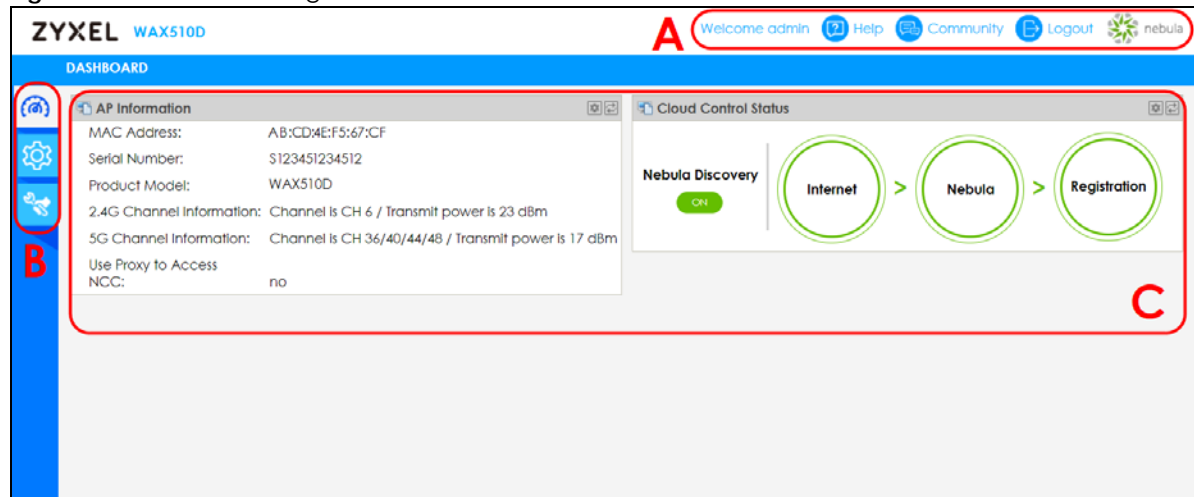 ZYXEL WAX510D
A Welcome admin Help Community Logout nebula
DASHBOARD
AP Information
MAC Address: AB:CD:4E:F5:67:CF
Serial Number: S123451234512
Product Model: WAX510D
2.4G Channel Information: Channel is CH 6 / Transmit power is 23 dBm
5G Channel Information: Channel is CH 36/40/44/48 / Transmit power is 17 dBm
Use Proxy to Access
NCC: no
Cloud Control Status
Nebula Discovery
ON
Internet > Nebula > Registration
B
C